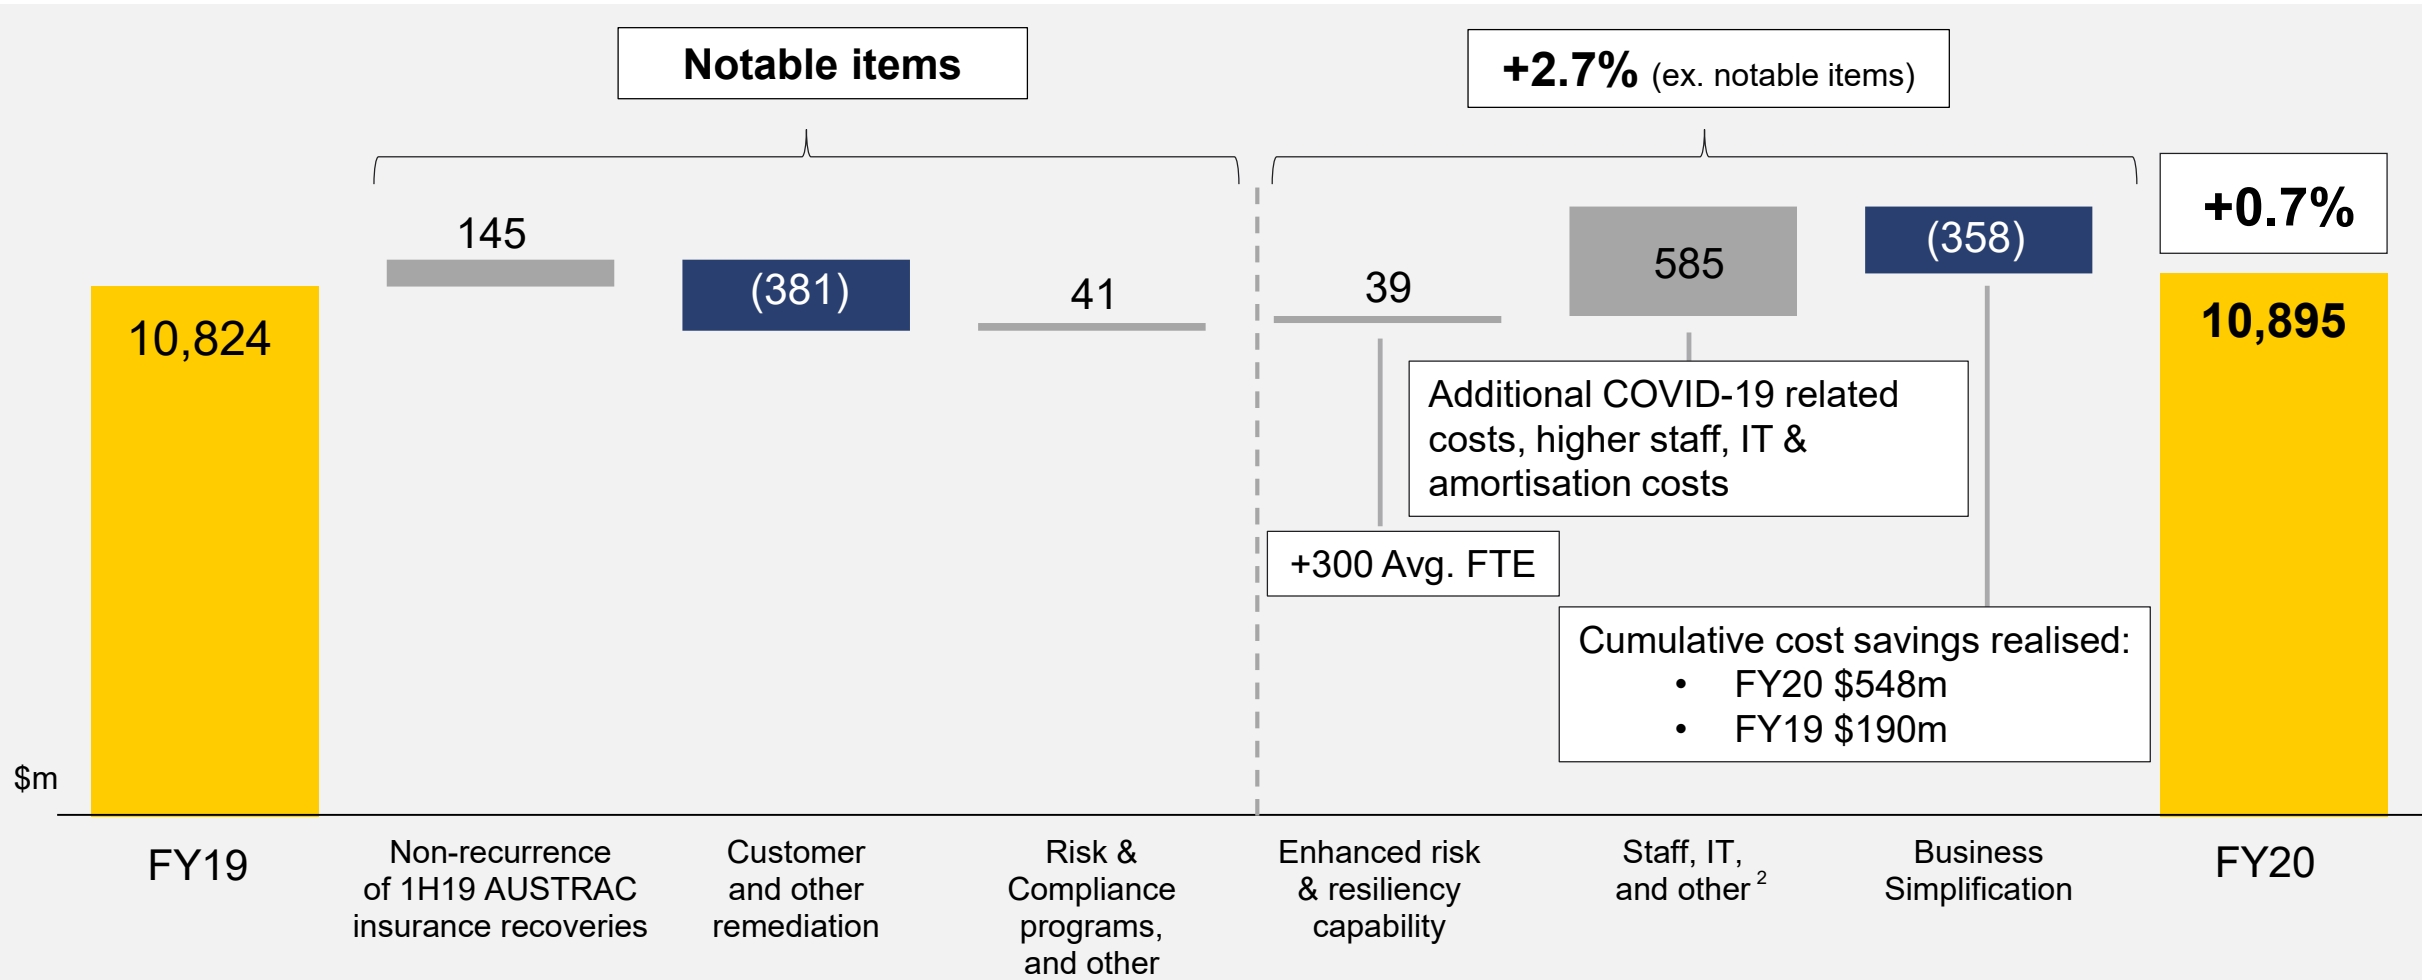 Notable items
+2.7% (ex. notable items)
+0.7%
145
(381)
41
39
585
(358)
10,824
10,895
Additional COVID-19 related
costs, higher staff, IT &
amortisation costs
+300 Avg. FTE
Cumulative cost savings realised:
• FY20 $548m
• FY19 $190m
$m
FY19
Non-recurrence
of 1H19 AUSTRAC
insurance recoveries
Customer
and other
remediation
Risk &
Compliance
programs,
and other
Enhanced risk
& resiliency
capability
Staff, IT,
and other 2
Business
Simplification
FY20